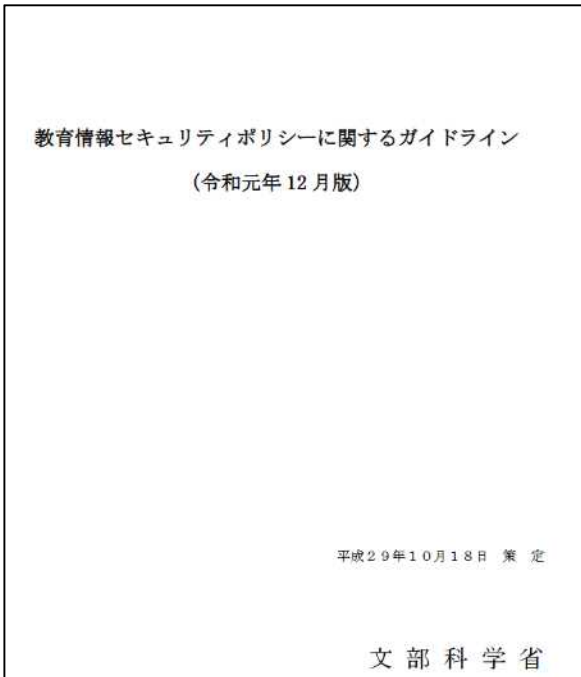 教育情報セキュリティポリシーに関するガイドライン
(令和元年 12 月版)
平成29年10月18日 策 定
文 部 科 学 省